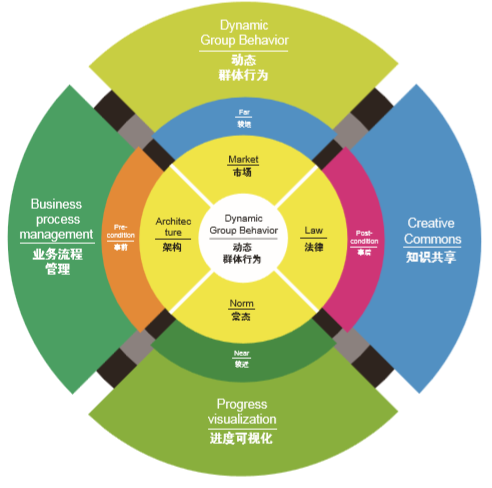 Dynamic
Group Behavior
动态
群体行为
Far
较远
Market
市场
Business
process
management
业务流程
管理
Pre-
condition
事前
Architec
ture
架构
Dynamic
Group Behavior
动态
群体行为
Law
法律
Post-
condition
事后
Creative
Commons
知识共享
Norm
常态
Near
较近
Progress
visualization
进度可视化